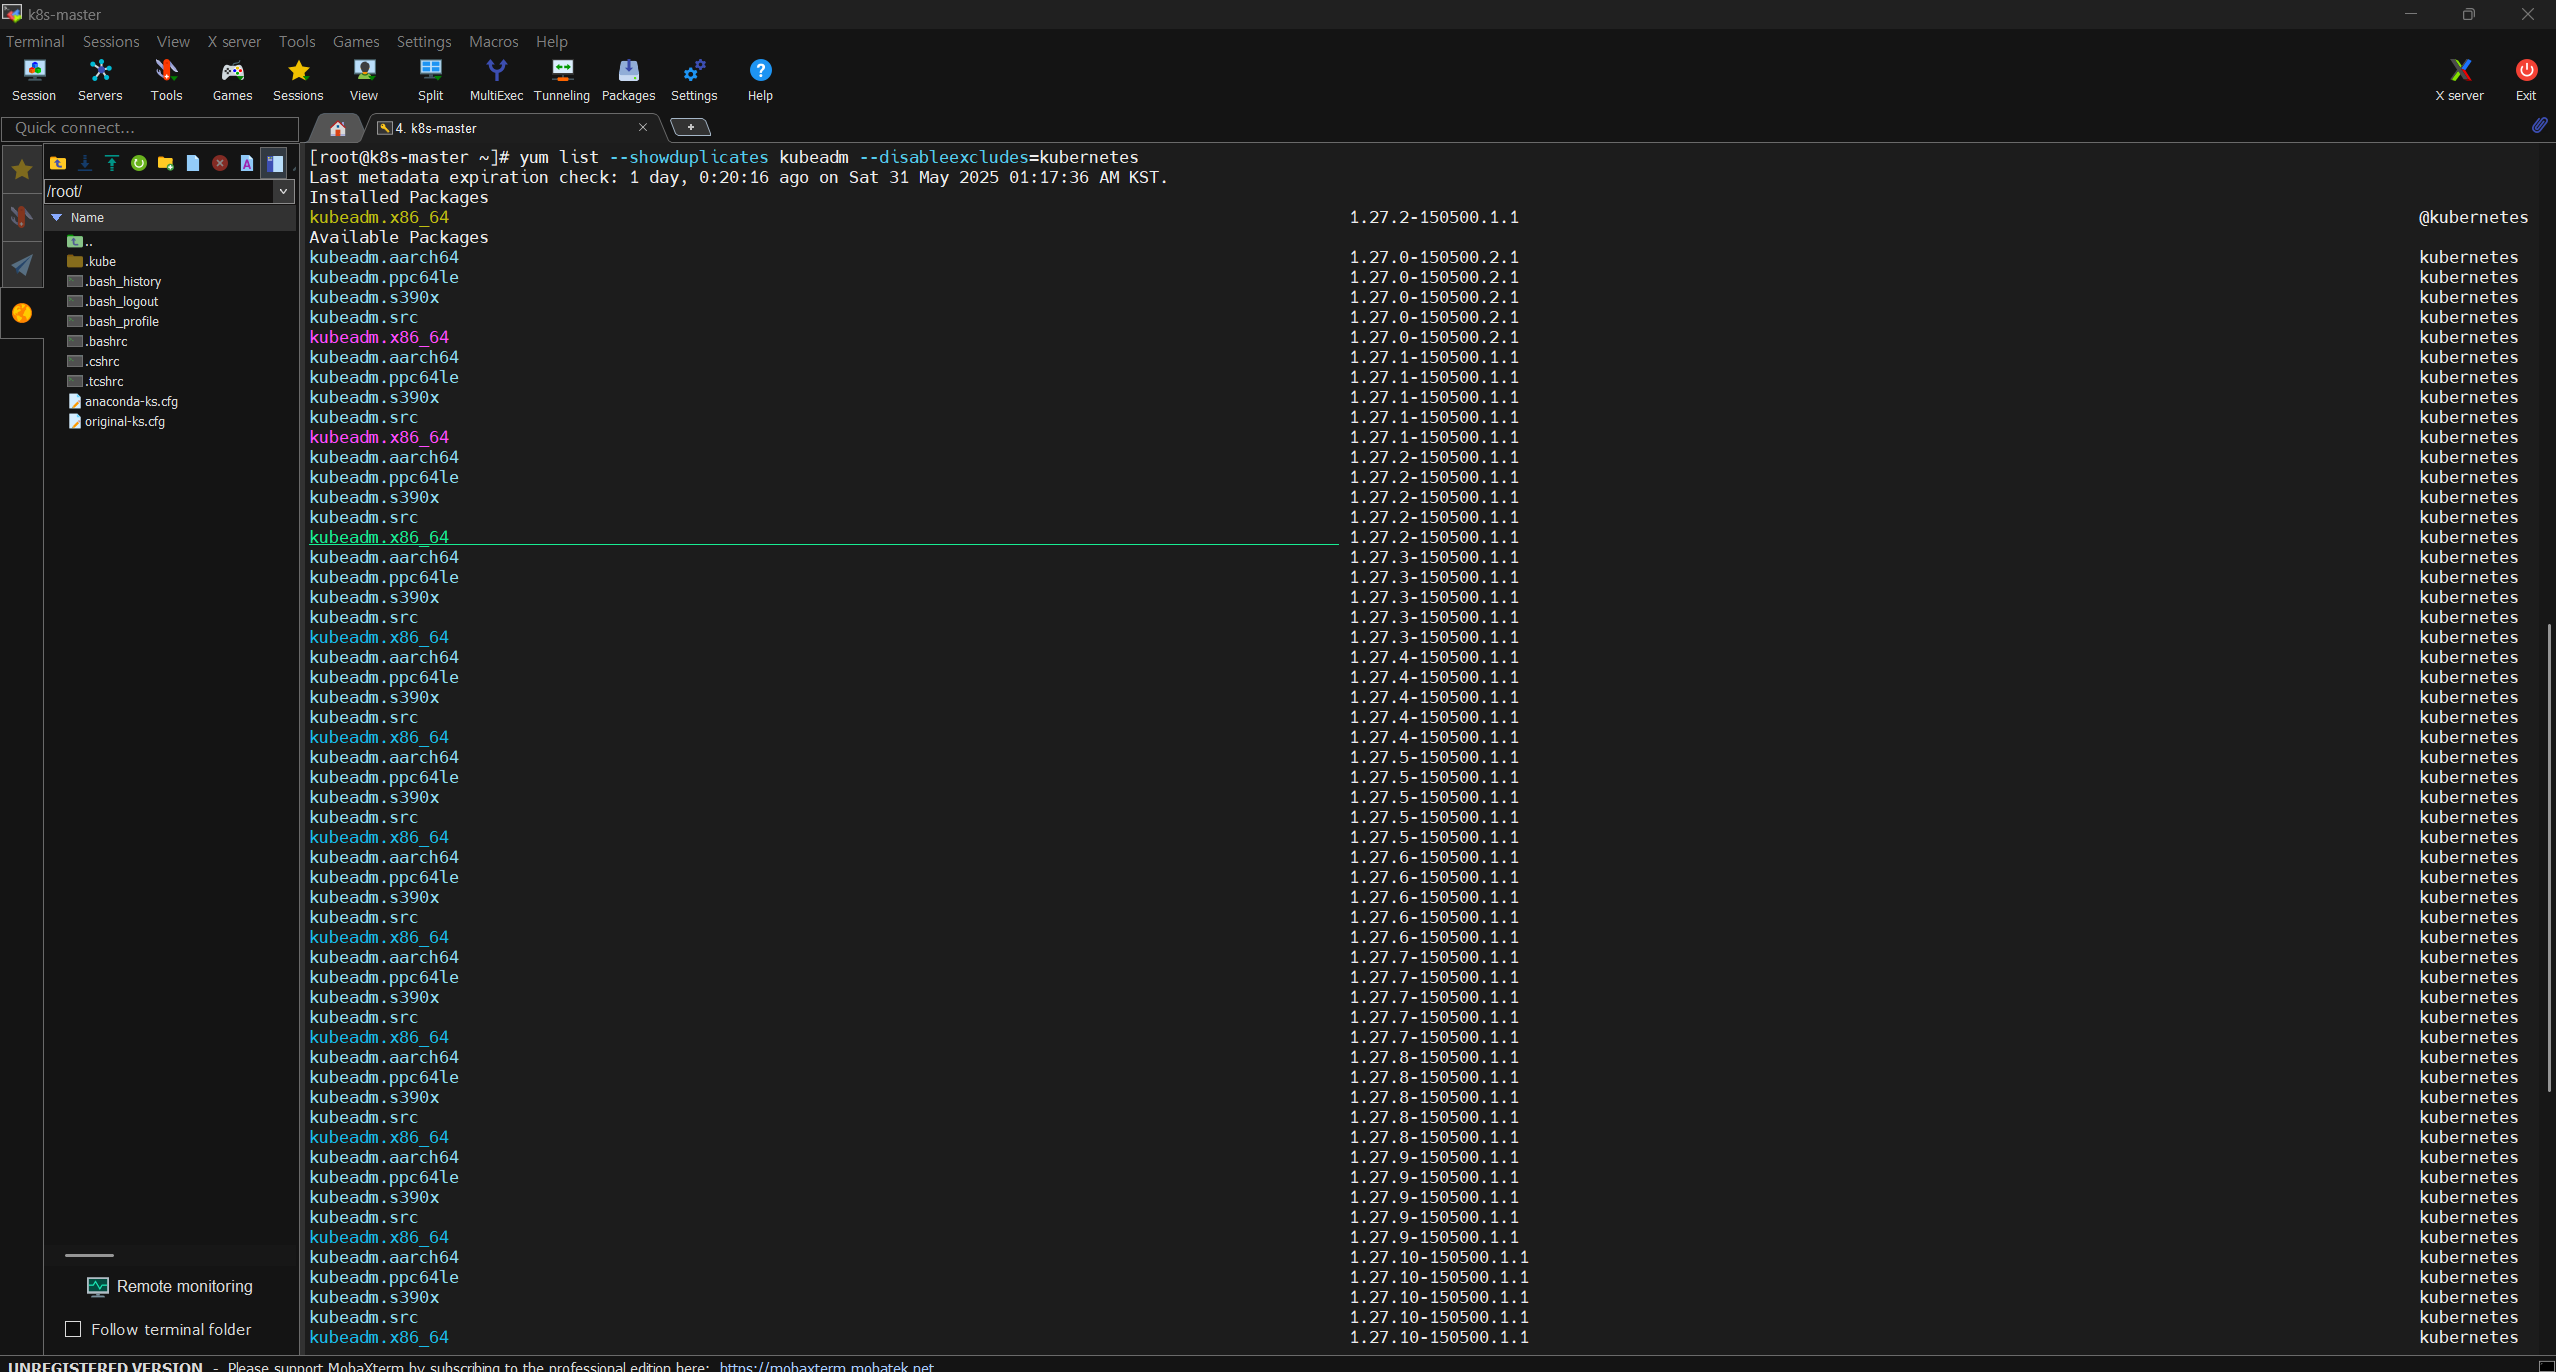 k8s-master
Terminal Sessions View X server Tools Games Settings Macros Help
Session Servers Tools Games Sessions View Split MultiExec Tunneling Packages Settings Help X server Exit
Quick connect...
4. k8s-master
/root/
Name
..
.kube
.bash_history
.bash_logout
.bash_profile
.bashrc
.cshrc
.tcshrc
anaconda-ks.cfg
original-ks.cfg
Remote monitoring
Follow terminal folder
[root@k8s-master ~]# yum list --showduplicates kubeadm --disableexcludes=kubernetes
Last metadata expiration check: 1 day, 0:20:16 ago on Sat 31 May 2025 01:17:36 AM KST.
Installed Packages
kubeadm.x86_64 1.27.2-150500.1.1 @kubernetes
Available Packages
kubeadm.aarch64 1.27.0-150500.2.1 kubernetes
kubeadm.ppc64le 1.27.0-150500.2.1 kubernetes
kubeadm.s390x 1.27.0-150500.2.1 kubernetes
kubeadm.src 1.27.0-150500.2.1 kubernetes
kubeadm.x86_64 1.27.0-150500.2.1 kubernetes
kubeadm.aarch64 1.27.1-150500.1.1 kubernetes
kubeadm.ppc64le 1.27.1-150500.1.1 kubernetes
kubeadm.s390x 1.27.1-150500.1.1 kubernetes
kubeadm.src 1.27.1-150500.1.1 kubernetes
kubeadm.x86_64 1.27.1-150500.1.1 kubernetes
kubeadm.aarch64 1.27.2-150500.1.1 kubernetes
kubeadm.ppc64le 1.27.2-150500.1.1 kubernetes
kubeadm.s390x 1.27.2-150500.1.1 kubernetes
kubeadm.src 1.27.2-150500.1.1 kubernetes
kubeadm.x86_64 1.27.2-150500.1.1 kubernetes
kubeadm.aarch64 1.27.3-150500.1.1 kubernetes
kubeadm.ppc64le 1.27.3-150500.1.1 kubernetes
kubeadm.s390x 1.27.3-150500.1.1 kubernetes
kubeadm.src 1.27.3-150500.1.1 kubernetes
kubeadm.x86_64 1.27.3-150500.1.1 kubernetes
kubeadm.aarch64 1.27.4-150500.1.1 kubernetes
kubeadm.ppc64le 1.27.4-150500.1.1 kubernetes
kubeadm.s390x 1.27.4-150500.1.1 kubernetes
kubeadm.src 1.27.4-150500.1.1 kubernetes
kubeadm.x86_64 1.27.4-150500.1.1 kubernetes
kubeadm.aarch64 1.27.5-150500.1.1 kubernetes
kubeadm.ppc64le 1.27.5-150500.1.1 kubernetes
kubeadm.s390x 1.27.5-150500.1.1 kubernetes
kubeadm.src 1.27.5-150500.1.1 kubernetes
kubeadm.x86_64 1.27.5-150500.1.1 kubernetes
kubeadm.aarch64 1.27.6-150500.1.1 kubernetes
kubeadm.ppc64le 1.27.6-150500.1.1 kubernetes
kubeadm.s390x 1.27.6-150500.1.1 kubernetes
kubeadm.src 1.27.6-150500.1.1 kubernetes
kubeadm.x86_64 1.27.6-150500.1.1 kubernetes
kubeadm.aarch64 1.27.7-150500.1.1 kubernetes
kubeadm.ppc64le 1.27.7-150500.1.1 kubernetes
kubeadm.s390x 1.27.7-150500.1.1 kubernetes
kubeadm.src 1.27.7-150500.1.1 kubernetes
kubeadm.x86_64 1.27.7-150500.1.1 kubernetes
kubeadm.aarch64 1.27.8-150500.1.1 kubernetes
kubeadm.ppc64le 1.27.8-150500.1.1 kubernetes
kubeadm.s390x 1.27.8-150500.1.1 kubernetes
kubeadm.src 1.27.8-150500.1.1 kubernetes
kubeadm.x86_64 1.27.8-150500.1.1 kubernetes
kubeadm.aarch64 1.27.9-150500.1.1 kubernetes
kubeadm.ppc64le 1.27.9-150500.1.1 kubernetes
kubeadm.s390x 1.27.9-150500.1.1 kubernetes
kubeadm.src 1.27.9-150500.1.1 kubernetes
kubeadm.x86_64 1.27.9-150500.1.1 kubernetes
kubeadm.aarch64 1.27.10-150500.1.1 kubernetes
kubeadm.ppc64le 1.27.10-150500.1.1 kubernetes
kubeadm.s390x 1.27.10-150500.1.1 kubernetes
kubeadm.src 1.27.10-150500.1.1 kubernetes
kubeadm.x86_64 1.27.10-150500.1.1 kubernetes
UNREGISTERED VERSION - Please support MobaXterm by subscribing to the professional edition here: https://mobaxterm.mobatek.net